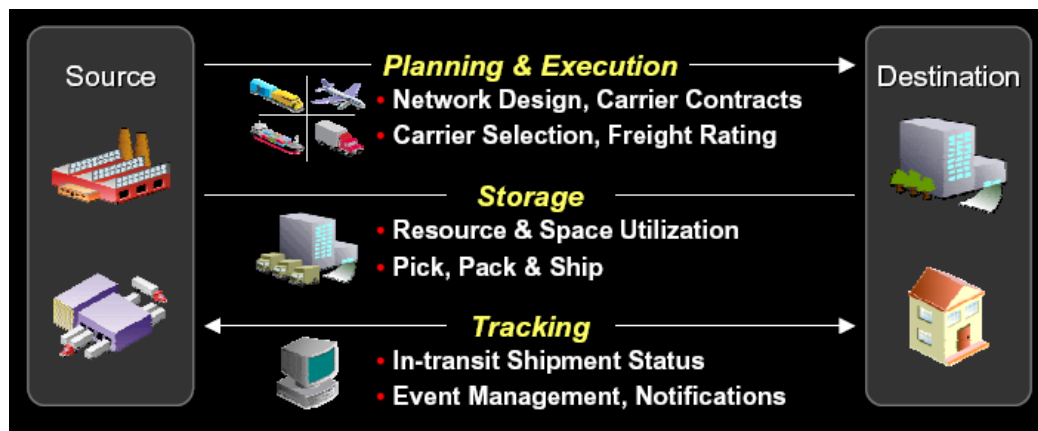 Source
Planning & Execution
• Network Design, Carrier Contracts
• Carrier Selection, Freight Rating
Storage
• Resource & Space Utilization
• Pick, Pack & Ship
Tracking
• In-transit Shipment Status
• Event Management, Notifications
Destination